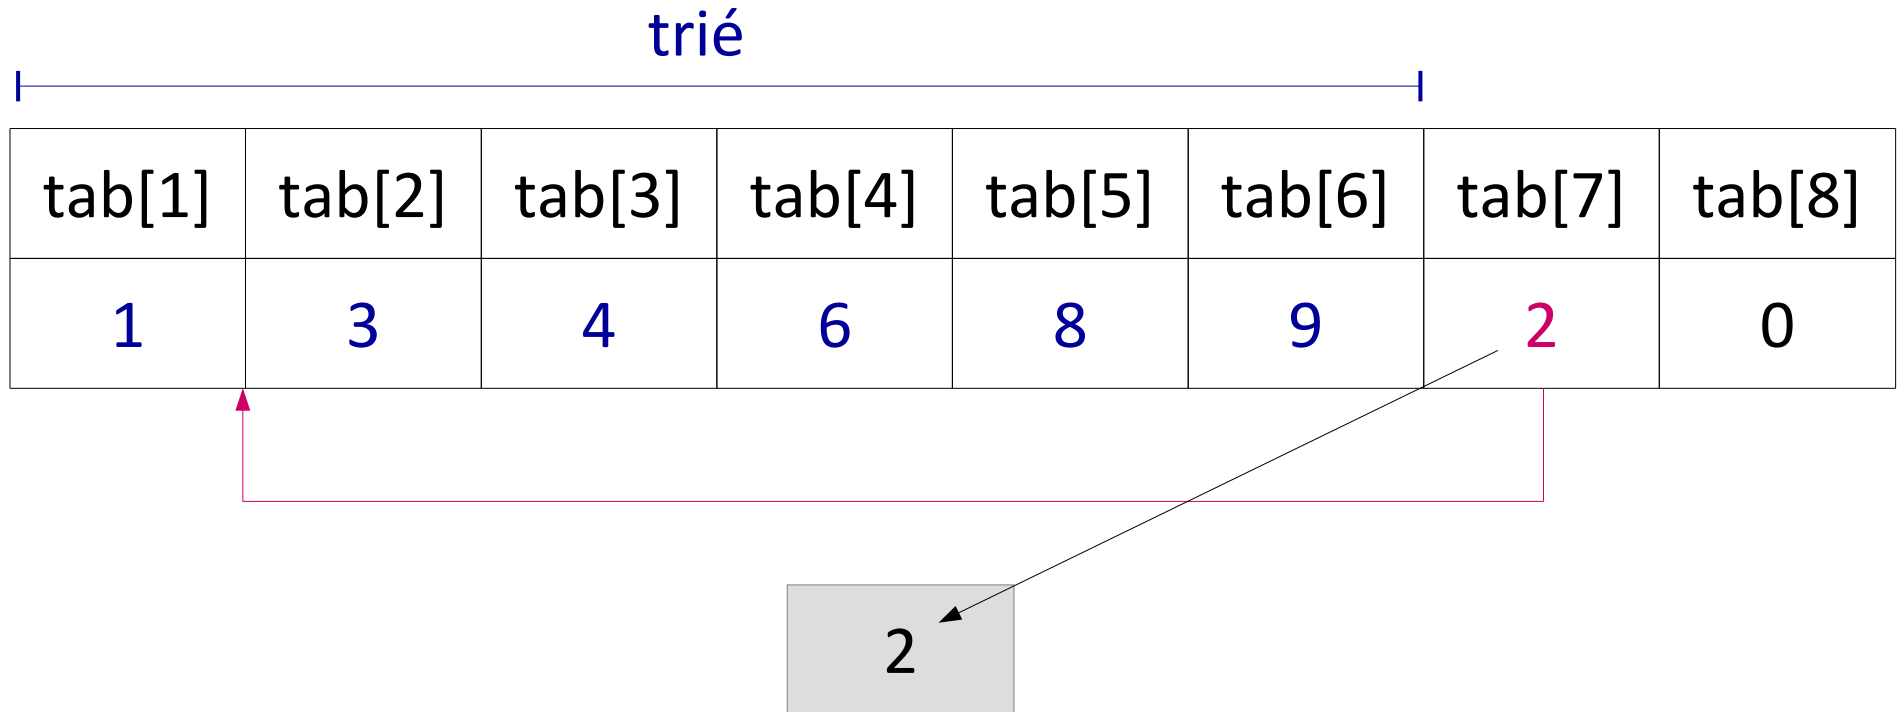 trié
tab[1] tab[2] tab[3] tab[4] tab[5] tab[6] tab[7] tab[8]
1 3 4 6 8 9 2 0
2